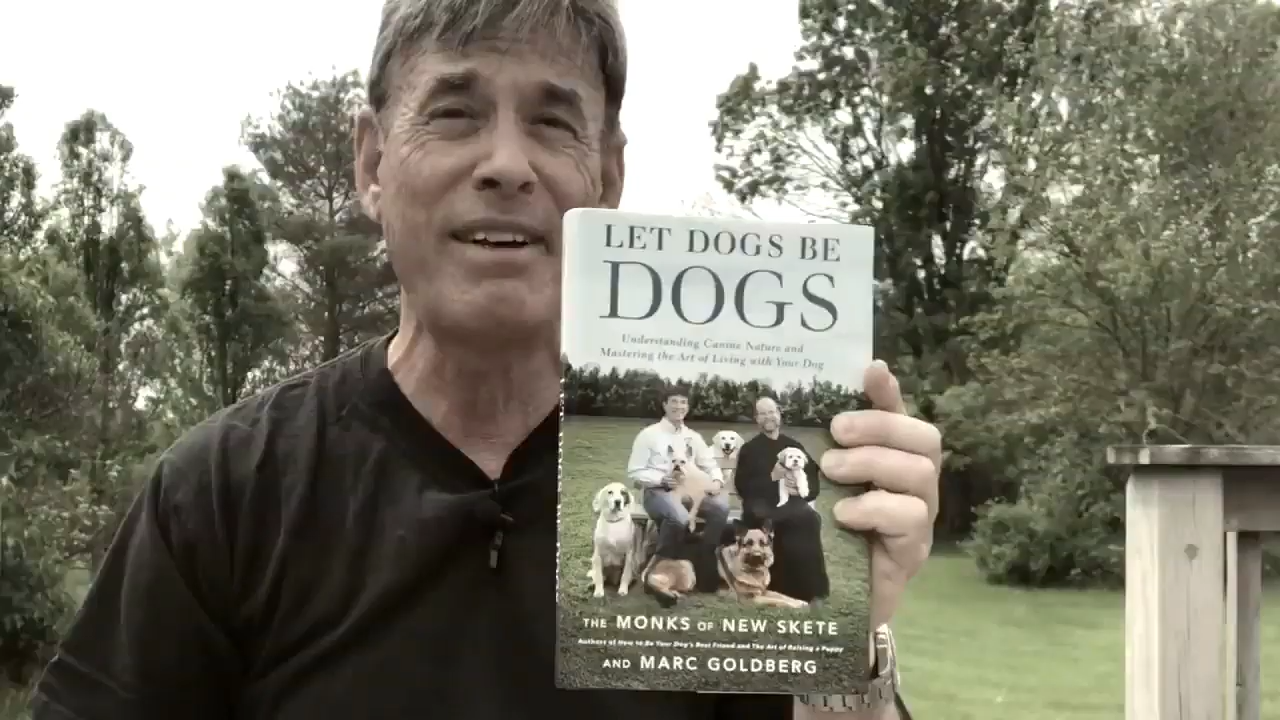 LET DOGS BE
DOGS
Understanding Canine Nature and
Mastering the Art of Living with Your Dog
THE MONKS OF NEW SKETE
Authors of How to Be Your Dog's Best Friend and The Art of Raising a Puppy
AND MARC GOLDBERG